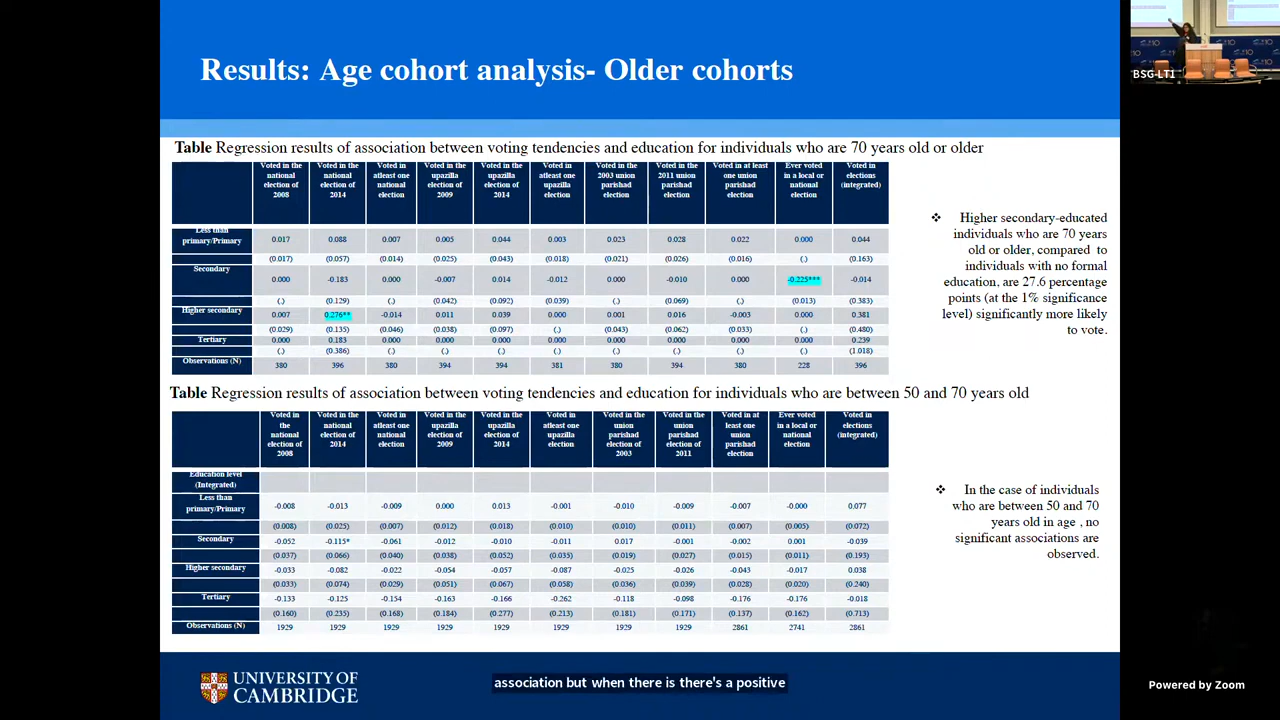 Results: Age cohort analysis- Older cohorts
BSG-LT1
Table Regression results of association between voting tendencies and education for individuals who are 70 years old or older
Voted in the national election of 2008 | Voted in the national election of 2014 | Voted in atleast one national election | Voted in the upazilla election of 2009 | Voted in the upazilla election of 2014 | Voted in atleast one upazilla election | Voted in the 2003 union parishad election | Voted in the 2011 union parishad election | Voted in at least one union parishad election | Ever voted in a local or national election | Voted in elections (integrated)
Less than primary/Primary | 0.017 | 0.088 | 0.007 | 0.005 | 0.044 | 0.003 | 0.023 | 0.028 | 0.022 | 0.000 | 0.044
(0.017) | (0.057) | (0.014) | (0.025) | (0.043) | (0.018) | (0.021) | (0.026) | (0.016) | (.) | (0.163)
Secondary | 0.000 | -0.183 | 0.000 | -0.007 | 0.014 | -0.012 | 0.000 | -0.010 | 0.000 | -0.225*** | -0.014
(.) | (0.129) | (.) | (0.042) | (0.092) | (0.039) | (.) | (0.069) | (.) | (0.013) | (0.383)
Higher secondary | 0.007 | 0.276** | -0.014 | 0.011 | 0.039 | 0.000 | 0.001 | 0.016 | -0.003 | 0.000 | 0.381
(0.029) | (0.135) | (0.046) | (0.038) | (0.097) | (.) | (0.043) | (0.062) | (0.033) | (.) | (0.480)
Tertiary | 0.000 | 0.183 | 0.000 | 0.000 | 0.000 | 0.000 | 0.000 | 0.000 | 0.000 | 0.000 | 0.239
(.) | (0.386) | (.) | (.) | (.) | (.) | (.) | (.) | (.) | (.) | (1.018)
Observations (N) | 380 | 396 | 380 | 394 | 394 | 381 | 380 | 394 | 380 | 228 | 396
❖ Higher secondary-educated
individuals who are 70 years
old or older, compared to
individuals with no formal
education, are 27.6 percentage
points (at the 1% significance
level) significantly more likely
to vote.
Table Regression results of association between voting tendencies and education for individuals who are between 50 and 70 years old
Voted in the national election of 2008 | Voted in the national election of 2014 | Voted in atleast one national election | Voted in the upazilla election of 2009 | Voted in the upazilla election of 2014 | Voted in atleast one upazilla election | Voted in the union parishad election of 2003 | Voted in the union parishad election of 2011 | Voted in at least one union parishad election | Ever voted in a local or national election | Voted in elections (integrated)
Education level (Integrated)
Less than primary/Primary | -0.008 | -0.013 | -0.009 | 0.000 | 0.013 | -0.001 | -0.010 | -0.009 | -0.007 | -0.000 | 0.077
(0.008) | (0.025) | (0.007) | (0.012) | (0.018) | (0.010) | (0.010) | (0.011) | (0.007) | (0.005) | (0.072)
Secondary | -0.052 | -0.115* | -0.061 | -0.012 | -0.010 | -0.011 | 0.017 | -0.001 | -0.002 | 0.001 | -0.039
(0.037) | (0.066) | (0.040) | (0.038) | (0.052) | (0.035) | (0.019) | (0.027) | (0.015) | (0.011) | (0.193)
Higher secondary | -0.033 | -0.082 | -0.022 | -0.054 | -0.057 | -0.087 | -0.025 | -0.026 | -0.043 | -0.017 | 0.038
(0.033) | (0.074) | (0.029) | (0.051) | (0.067) | (0.058) | (0.036) | (0.039) | (0.028) | (0.020) | (0.240)
Tertiary | -0.133 | -0.125 | -0.154 | -0.163 | -0.166 | -0.262 | -0.118 | -0.098 | -0.176 | -0.176 | -0.018
(0.160) | (0.235) | (0.168) | (0.184) | (0.277) | (0.213) | (0.181) | (0.171) | (0.137) | (0.162) | (0.713)
Observations (N) | 1929 | 1929 | 1929 | 1929 | 1929 | 1929 | 1929 | 1929 | 2861 | 2741 | 2861
❖ In the case of individuals
who are between 50 and 70
years old in age , no
significant associations are
observed.
UNIVERSITY OF
CAMBRIDGE
association but when there is there's a positive
Powered by Zoom